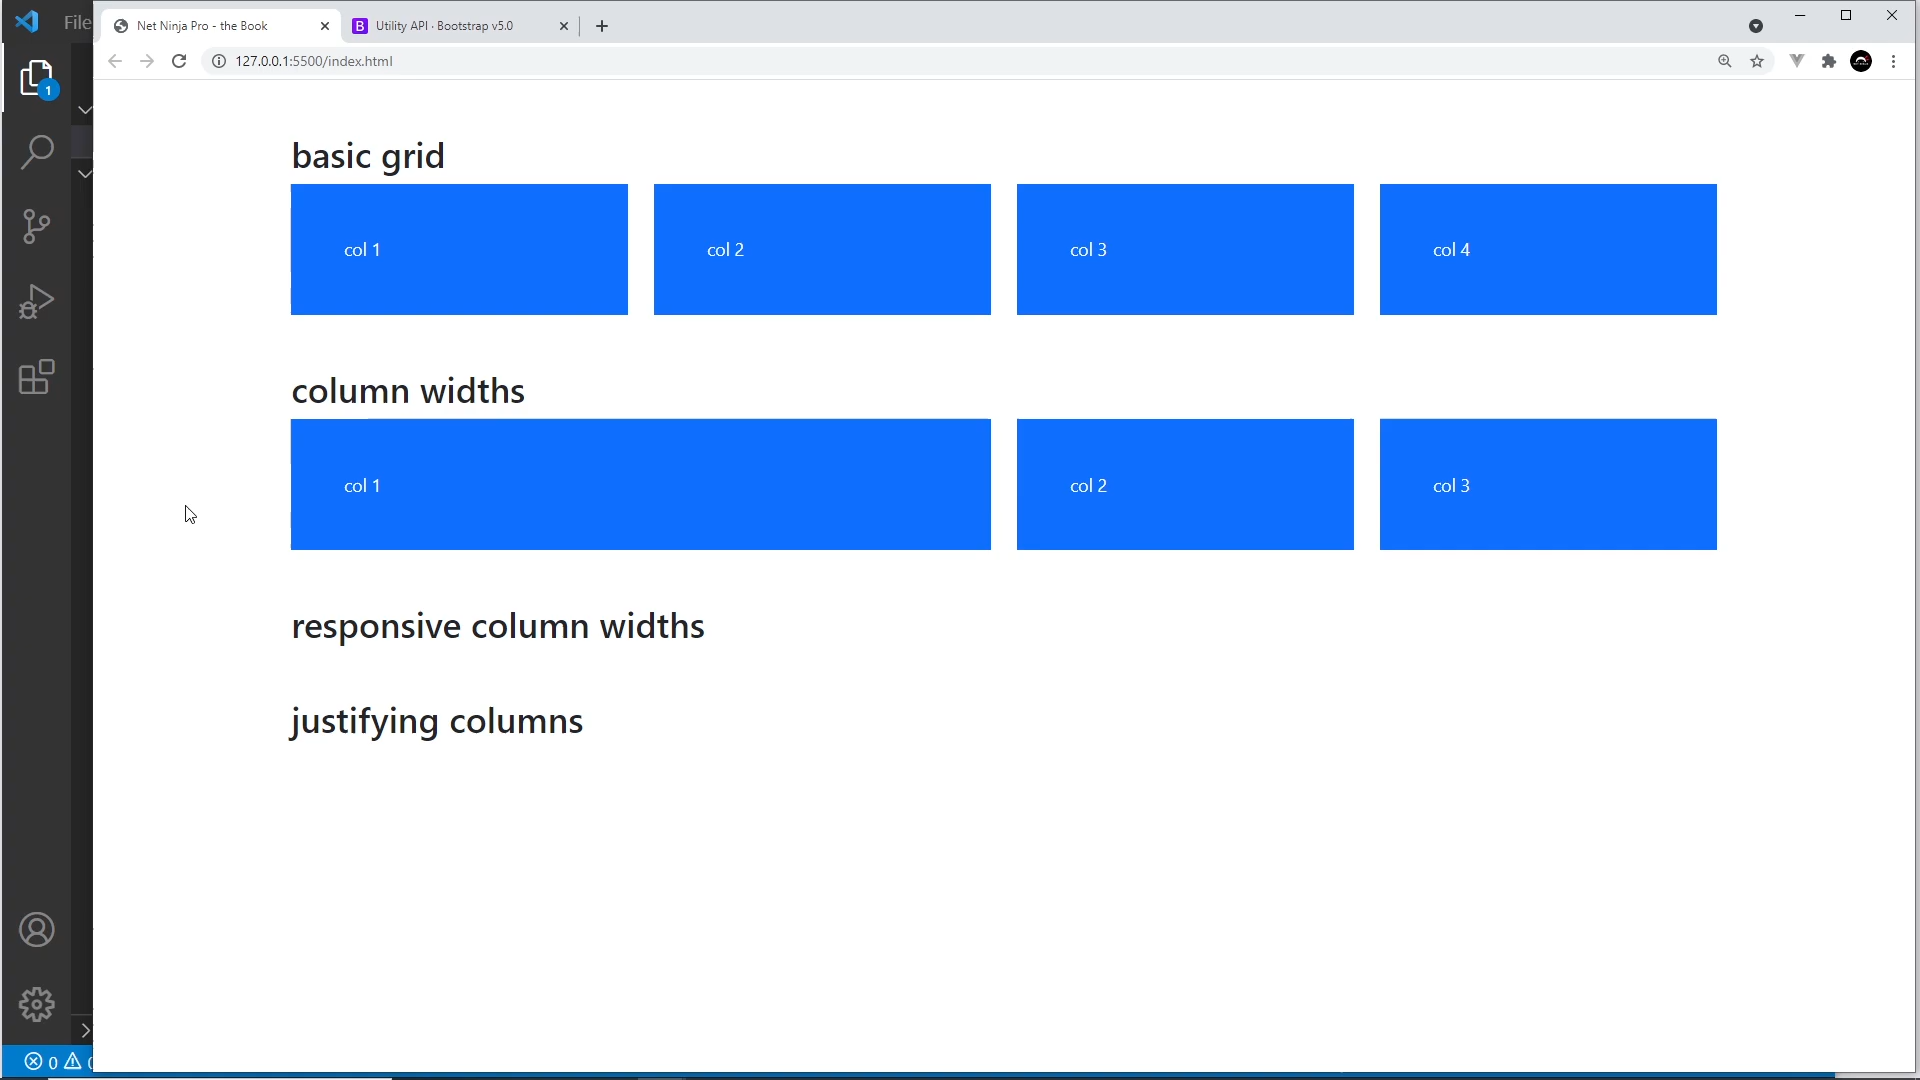 File
Net Ninja Pro - the Book
B
Utility API · Bootstrap v5.0
127.0.0.1:5500/index.html
1
basic grid
col 1
col 2
col 3
col 4
column widths
col 1
col 2
col 3
responsive column widths
justifying columns
0